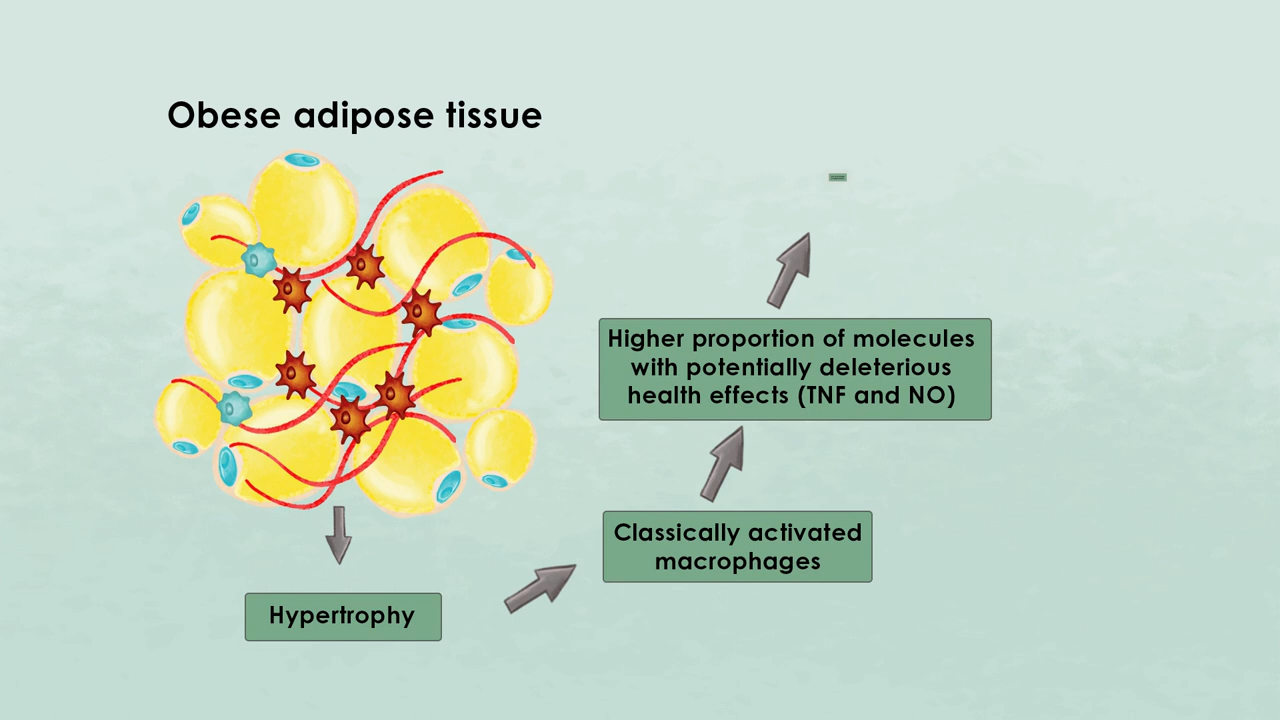 Obese adipose tissue
Higher proportion of molecules
with potentially deleterious
health effects (TNF and NO)
Classically activated
macrophages
Hypertrophy